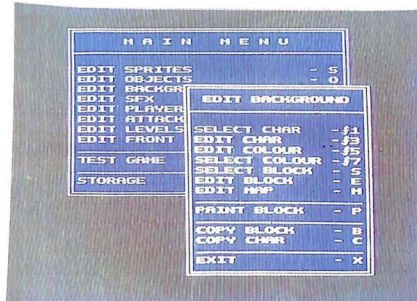 MAIN MENU
EDIT SPRITES - S
EDIT OBJECTS - O
EDIT BACKGR
EDIT SFX
EDIT PLAYER
EDIT ATTACK
EDIT LEVELS
EDIT FRONT
TEST GAME
STORAGE
EDIT BACKGROUND
SELECT CHAR - f1
EDIT CHAR - f3
EDIT COLOUR - f5
SELECT COLOUR - f7
SELECT BLOCK - S
EDIT BLOCK - E
EDIT MAP - M
PAINT BLOCK - P
COPY BLOCK - B
COPY CHAR - C
EXIT - X